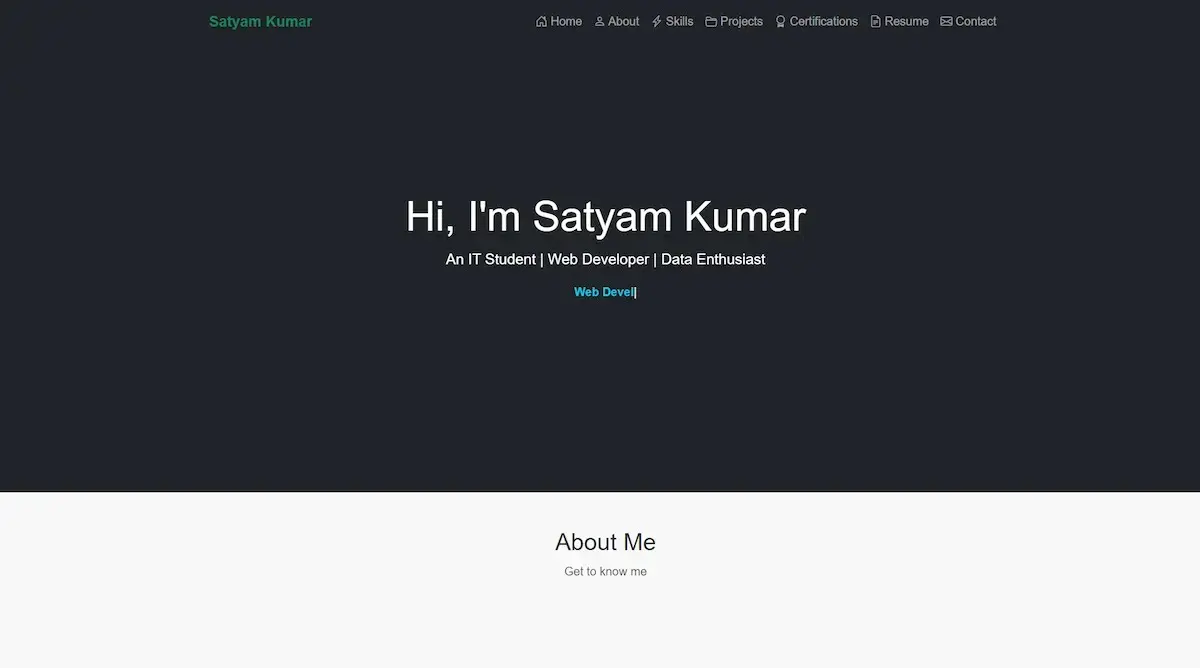 Satyam Kumar Home About Skills Projects Certifications Resume Contact
Hi, I'm Satyam Kumar
An IT Student | Web Developer | Data Enthusiast
Web Devel|
About Me
Get to know me